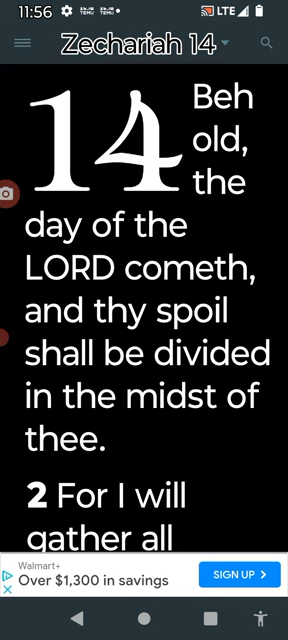 11:56
LTE
Zechariah 14
14
Beh
old,
the
day of the
LORD cometh,
and thy spoil
shall be divided
in the midst of
thee.
2 For I will
gather all
Walmart+
Over $1,300 in savings
SIGN UP